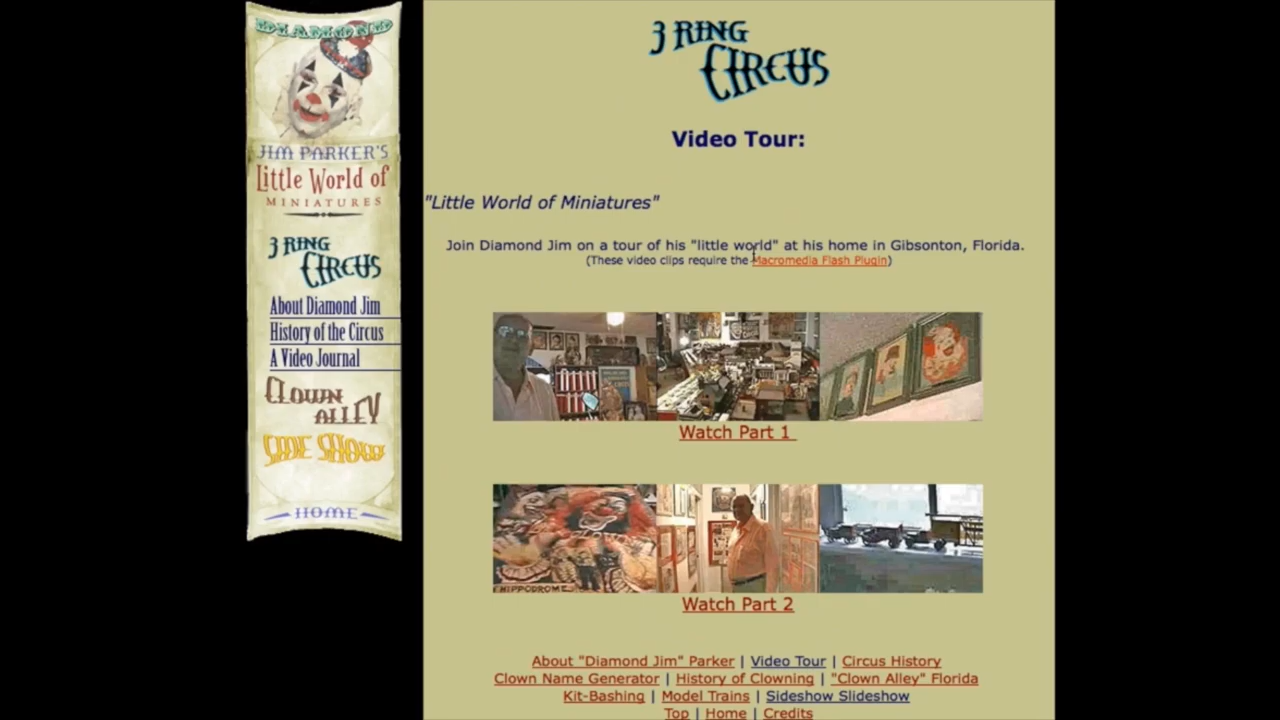 DIAMOND
JIM PARKER'S
Little World of
MINIATURES
3 RING
CIRCUS
About Diamond Jim
History of the Circus
A Video Journal
CLOWN
ALLEY
SIDE SHOW
HOME
3 RING
CIRCUS
Video Tour:
"Little World of Miniatures"
Join Diamond Jim on a tour of his "little world" at his home in Gibsonton, Florida.
(These video clips require the Macromedia Flash Plugin)
Watch Part 1
HIPPODROME
Watch Part 2
About "Diamond Jim" Parker | Video Tour | Circus History
Clown Name Generator | History of Clowning | "Clown Alley" Florida
Kit-Bashing | Model Trains | Sideshow Slideshow
Top | Home | Credits